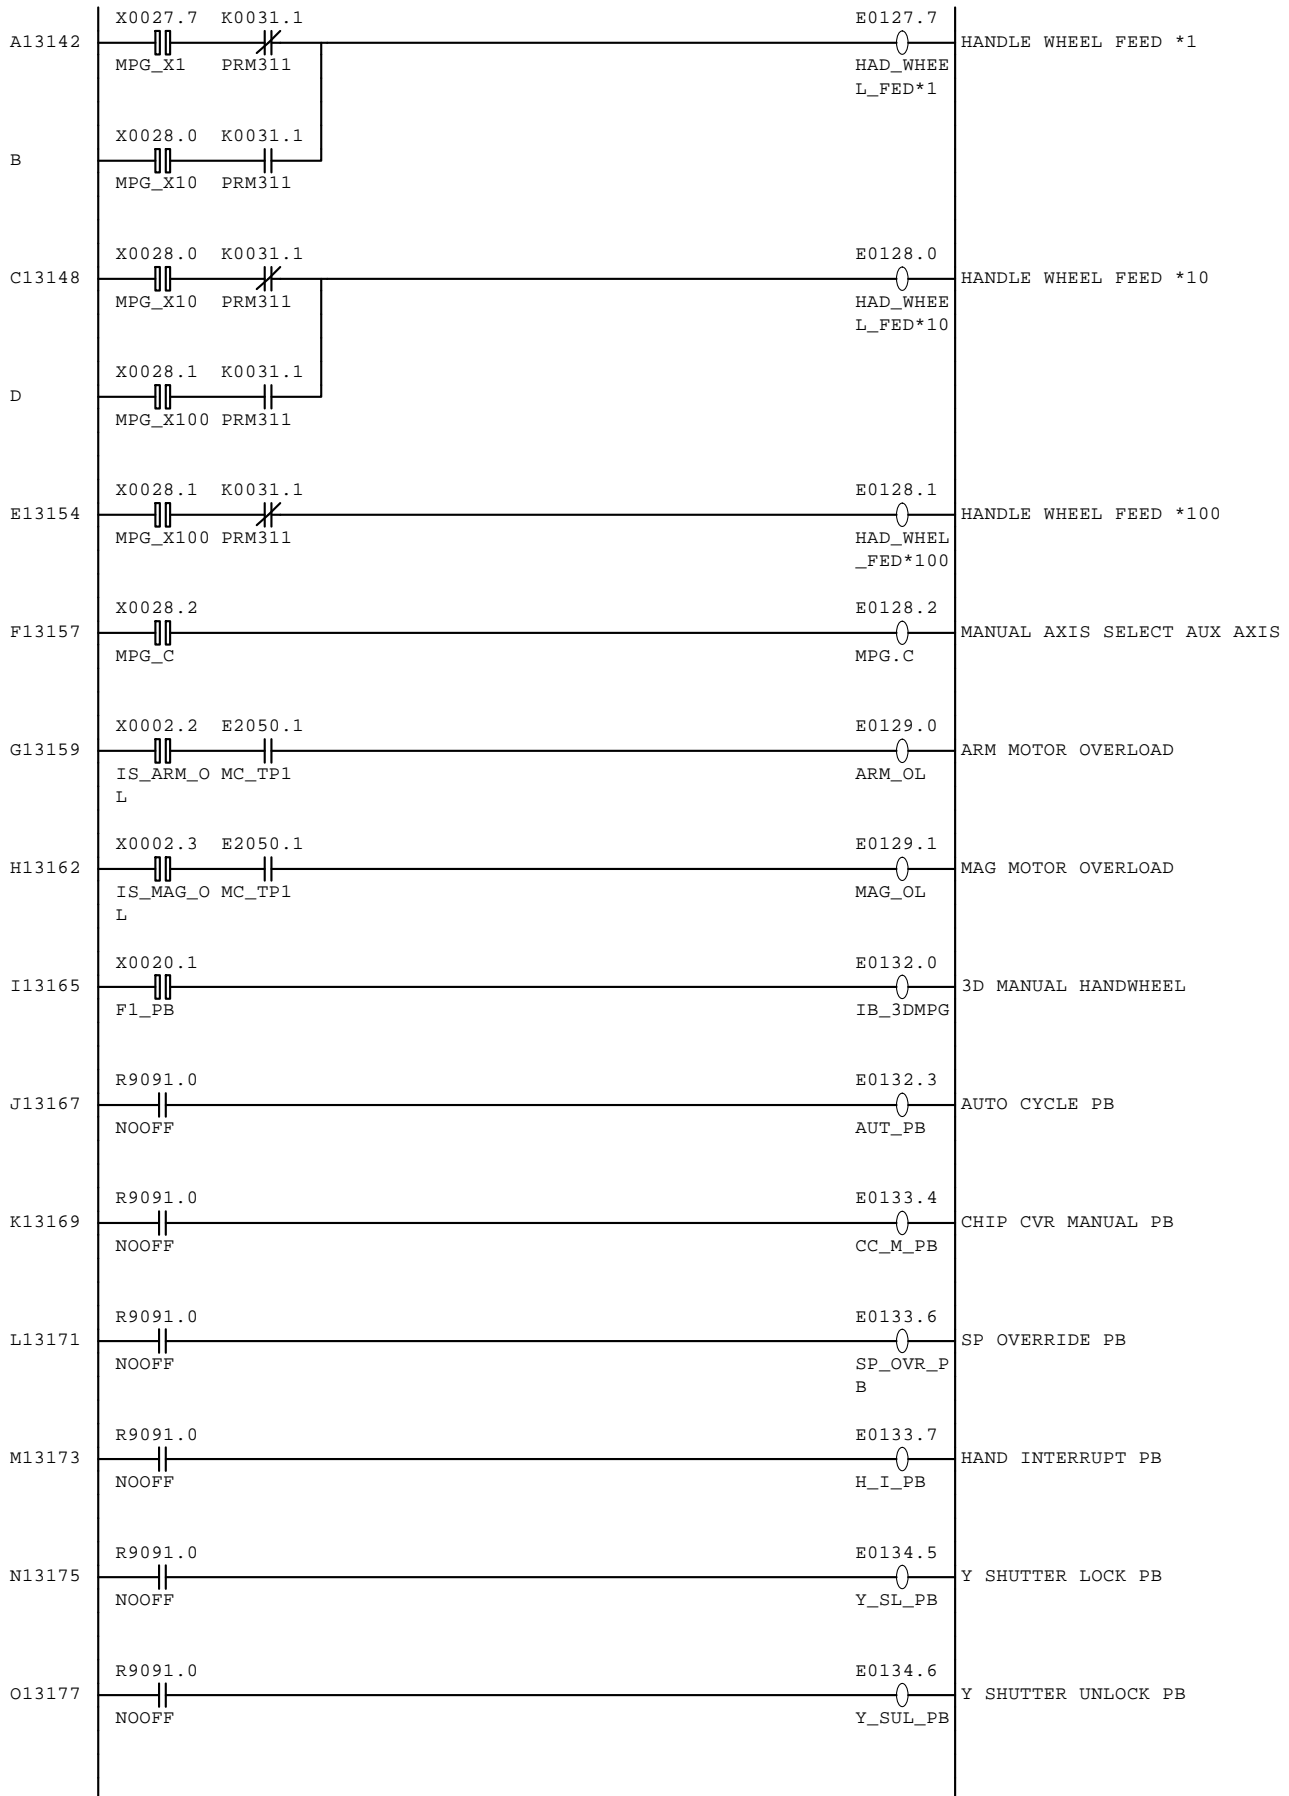 X0027.7 K0031.1 E0127.7
A13142 HANDLE WHEEL FEED *1
MPG_X1 PRM311 HAD_WHEE
L_FED*1
X0028.0 K0031.1
B
MPG_X10 PRM311
X0028.0 K0031.1 E0128.0
C13148 HANDLE WHEEL FEED *10
MPG_X10 PRM311 HAD_WHEE
L_FED*10
X0028.1 K0031.1
D
MPG_X100 PRM311
X0028.1 K0031.1 E0128.1
E13154 HANDLE WHEEL FEED *100
MPG_X100 PRM311 HAD_WHEL
_FED*100
X0028.2 E0128.2
F13157 MANUAL AXIS SELECT AUX AXIS
MPG_C MPG.C
X0002.2 E2050.1 E0129.0
G13159 ARM MOTOR OVERLOAD
IS_ARM_O MC_TP1 ARM_OL
L
X0002.3 E2050.1 E0129.1
H13162 MAG MOTOR OVERLOAD
IS_MAG_O MC_TP1 MAG_OL
L
X0020.1 E0132.0
I13165 3D MANUAL HANDWHEEL
F1_PB IB_3DMPG
R9091.0 E0132.3
J13167 AUTO CYCLE PB
NOOFF AUT_PB
R9091.0 E0133.4
K13169 CHIP CVR MANUAL PB
NOOFF CC_M_PB
R9091.0 E0133.6
L13171 SP OVERRIDE PB
NOOFF SP_OVR_P
B
R9091.0 E0133.7
M13173 HAND INTERRUPT PB
NOOFF H_I_PB
R9091.0 E0134.5
N13175 Y SHUTTER LOCK PB
NOOFF Y_SL_PB
R9091.0 E0134.6
O13177 Y SHUTTER UNLOCK PB
NOOFF Y_SUL_PB